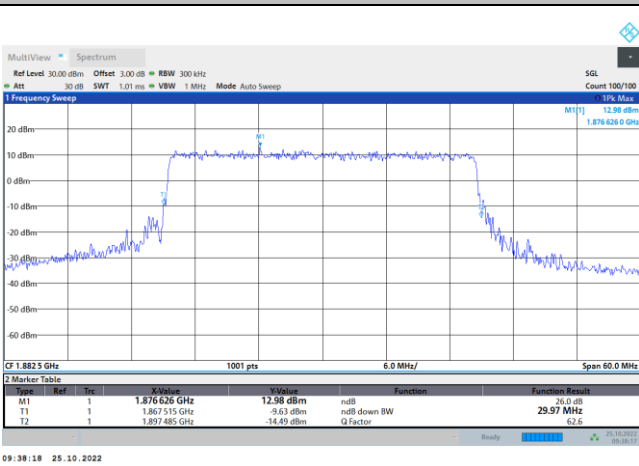 MultiView Spectrum
Ref Level 30.00 dBm Offset 3.00 dB RBW 300 kHz SGL
Att 30 dB SWT 1.01 ms VBW 1 MHz Mode Auto Sweep Count 100/100
1 Frequency Sweep 1Pk Max
M1[1] 12.98 dBm
1.876 626 0 GHz
20 dBm
M1
10 dBm
0 dBm
T1
-10 dBm
-20 dBm
-30 dBm
-40 dBm
-50 dBm
-60 dBm
CF 1.882 5 GHz 1001 pts 6.0 MHz/ Span 60.0 MHz
2 Marker Table
Type Ref Trc X-Value Y-Value Function Function Result
M1 1 1.876 626 GHz 12.98 dBm ndB 26.0 dB
T1 1 1.867 515 GHz -9.63 dBm ndB down BW 29.97 MHz
T2 1 1.897 485 GHz -14.49 dBm Q Factor 62.6
Ready 25.10.2022
09:38:17
09:38:18 25.10.2022